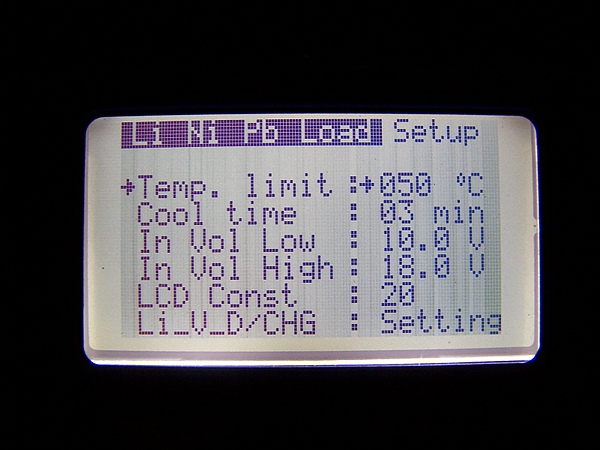 Li Ni Pb Load Setup
→Temp. limit :→050 °C
Cool time : 03 min
In Vol Low : 10.0 V
In Vol High : 18.0 V
LCD Const : 20
Li_V_D/CHG : Setting